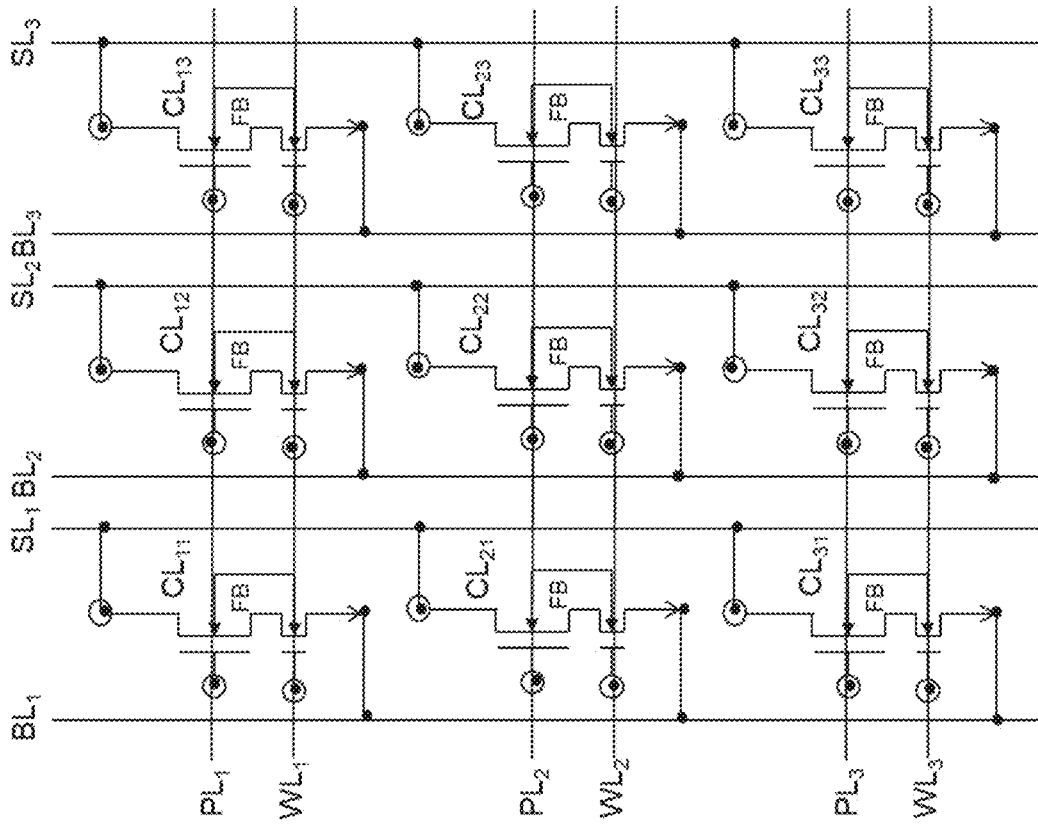 BL₁ SL₁ BL₂ SL₂ BL₃ SL₃
CL₁₁ CL₁₂ CL₁₃
FB FB FB
PL₁
WL₁
CL₂₁ CL₂₂ CL₂₃
FB FB FB
PL₂
WL₂
CL₃₁ CL₃₂ CL₃₃
FB FB FB
PL₃
WL₃